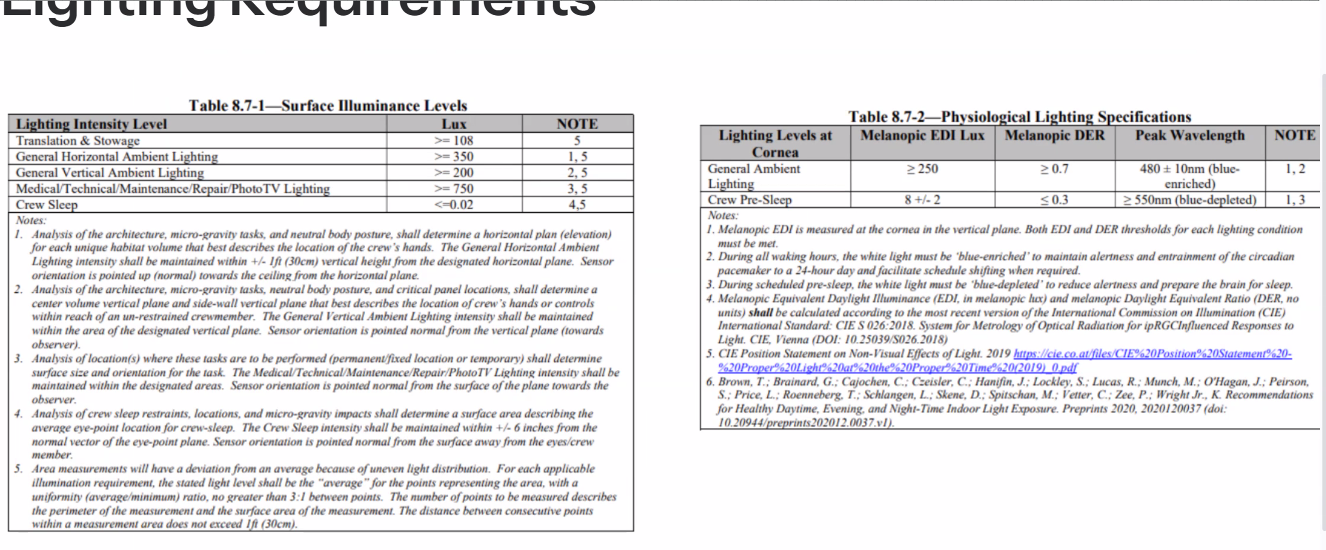 Lighting Requirements
Table 8.7-1—Surface Illuminance Levels
Lighting Intensity Level Lux NOTE
Translation & Stowage >= 108 5
General Horizontal Ambient Lighting >= 350 1, 5
General Vertical Ambient Lighting >= 200 2, 5
Medical/Technical/Maintenance/Repair/PhotoTV Lighting >= 750 3, 5
Crew Sleep <=0.02 4,5
Notes:
1. Analysis of the architecture, micro-gravity tasks, and neutral body posture, shall determine a horizontal plan (elevation)
for each unique habitat volume that best describes the location of the crew's hands. The General Horizontal Ambient
Lighting intensity shall be maintained within +/- 1ft (30cm) vertical height from the designated horizontal plane. Sensor
orientation is pointed up (normal) towards the ceiling from the horizontal plane.
2. Analysis of the architecture, micro-gravity tasks, neutral body posture, and critical panel locations, shall determine a
center volume vertical plane and side-wall vertical plane that best describes the location of crew's hands or controls
within reach of an un-restrained crewmember. The General Vertical Ambient Lighting intensity shall be maintained
within the area of the designated vertical plane. Sensor orientation is pointed normal from the vertical plane (towards
observer).
3. Analysis of location(s) where these tasks are to be performed (permanent/fixed location or temporary) shall determine
surface size and orientation for the task. The Medical/Technical/Maintenance/Repair/PhotoTV Lighting intensity shall be
maintained within the designated areas. Sensor orientation is pointed normal from the surface of the plane towards the
observer.
4. Analysis of crew sleep restraints, locations, and micro-gravity impacts shall determine a surface area describing the
average eye-point location for crew-sleep. The Crew Sleep intensity shall be maintained within +/- 6 inches from the
normal vector of the eye-point plane. Sensor orientation is pointed normal from the surface away from the eyes/crew
member.
5. Area measurements will have a deviation from an average because of uneven light distribution. For each applicable
illumination requirement, the stated light level shall be the "average" for the points representing the area, with a
uniformity (average/minimum) ratio, no greater than 3:1 between points. The number of points to be measured describes
the perimeter of the measurement and the surface area of the measurement. The distance between consecutive points
within a measurement area does not exceed 1ft (30cm).
Table 8.7-2—Physiological Lighting Specifications
Lighting Levels at Melanopic EDI Lux Melanopic DER Peak Wavelength NOTE
Cornea
General Ambient ≥ 250 ≥ 0.7 480 ± 10nm (blue- 1, 2
Lighting enriched)
Crew Pre-Sleep 8 +/- 2 ≤ 0.3 ≥ 550nm (blue-depleted) 1, 3
Notes:
1. Melanopic EDI is measured at the cornea in the vertical plane. Both EDI and DER thresholds for each lighting condition
must be met.
2. During all waking hours, the white light must be 'blue-enriched' to maintain alertness and entrainment of the circadian
pacemaker to a 24-hour day and facilitate schedule shifting when required.
3. During scheduled pre-sleep, the white light must be 'blue-depleted' to reduce alertness and prepare the brain for sleep.
4. Melanopic Equivalent Daylight Illuminance (EDI, in melanopic lux) and melanopic Daylight Equivalent Ratio (DER, no
units) shall be calculated according to the most recent version of the International Commission on Illumination (CIE)
International Standard: CIE S 026:2018. System for Metrology of Optical Radiation for ipRGCInfluenced Responses to
Light. CIE, Vienna (DOI: 10.25039/S026.2018)
5. CIE Position Statement on Non-Visual Effects of Light. 2019 https://cie.co.at/files/CIE%20Position%20Statement%20-
%20Proper%20Light%20at%20the%20Proper%20Time%20(2019)_0.pdf
6. Brown, T.; Brainard, G.; Cajochen, C.; Czeisler, C.; Hanifin, J.; Lockley, S.; Lucas, R.; Munch, M.; O'Hagan, J.; Peirson,
S.; Price, L.; Roenneberg, T.; Schlangen, L.; Skene, D.; Spitschan, M.; Vetter, C.; Zee, P.; Wright Jr., K. Recommendations
for Healthy Daytime, Evening, and Night-Time Indoor Light Exposure. Preprints 2020, 2020120037 (doi:
10.20944/preprints202012.0037.v1).